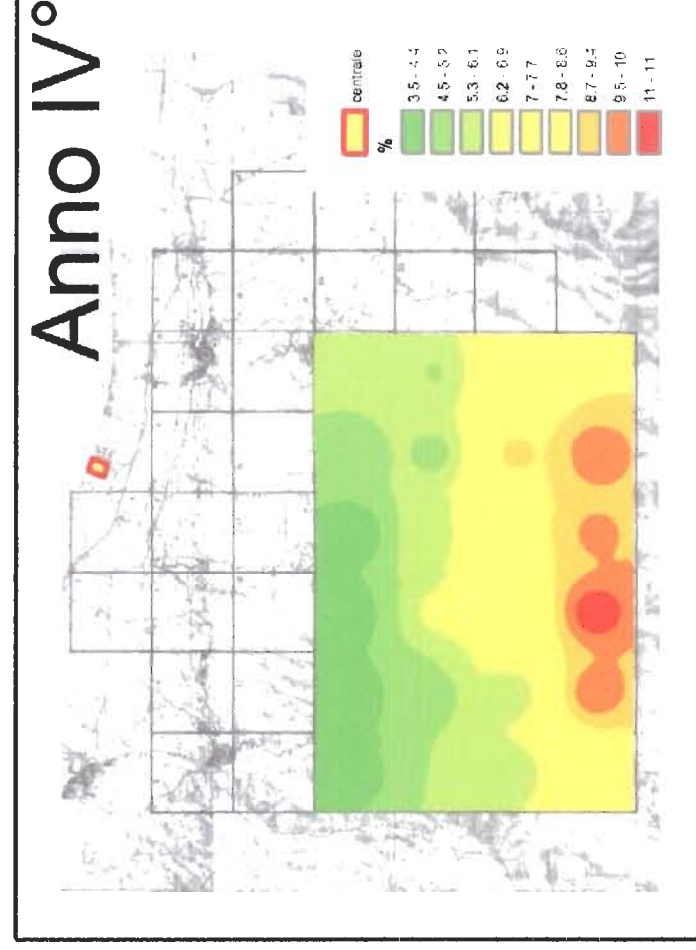 Anno IV°
centrale
%
3.5 - 4.4
4.5 - 5.2
5.3 - 6.1
6.2 - 6.9
7 - 7.7
7.8 - 8.6
8.7 - 9.4
9.5 - 10
11 - 11